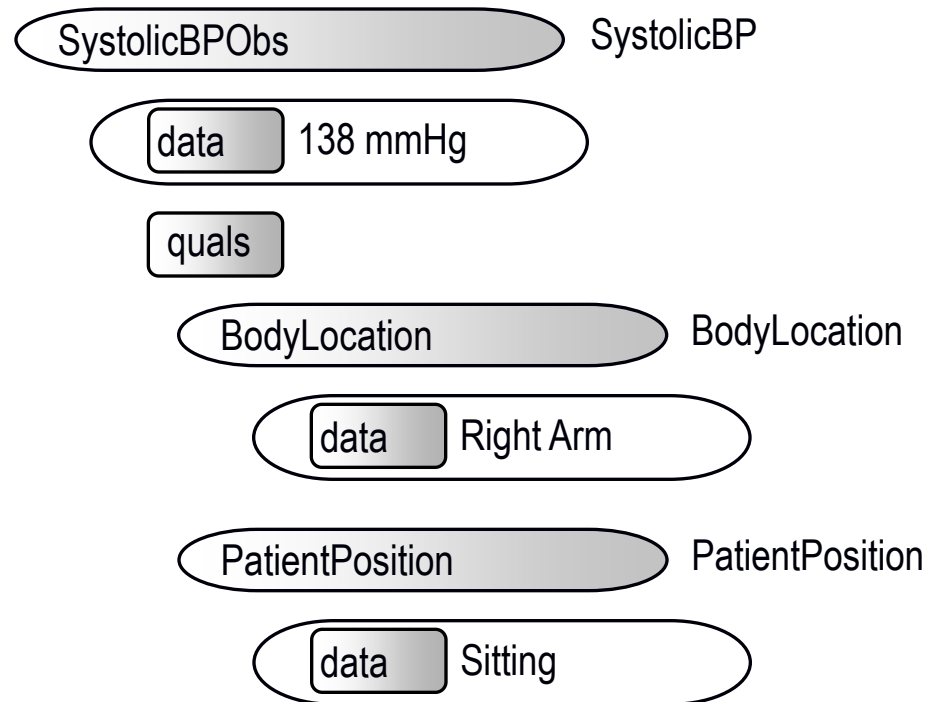 SystolicBPObs SystolicBP
data 138 mmHg
quals
BodyLocation BodyLocation
data Right Arm
PatientPosition PatientPosition
data Sitting